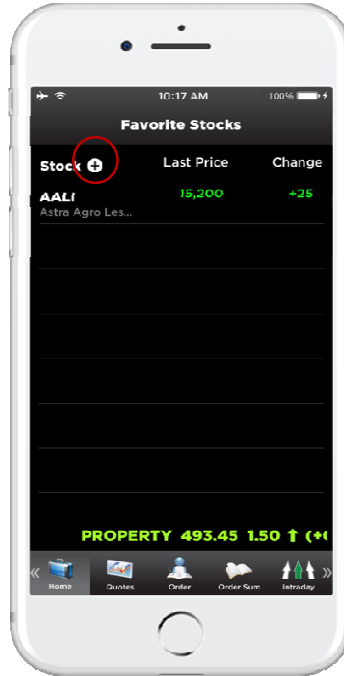 10:17 AM
100%
Favorite Stocks
Stock Last Price Change
AALI 15,200 +25
Astra Agro Les...
PROPERTY 493.45 1.50 ↑ (+
« Home Quotes Order Order Sum Intraday »